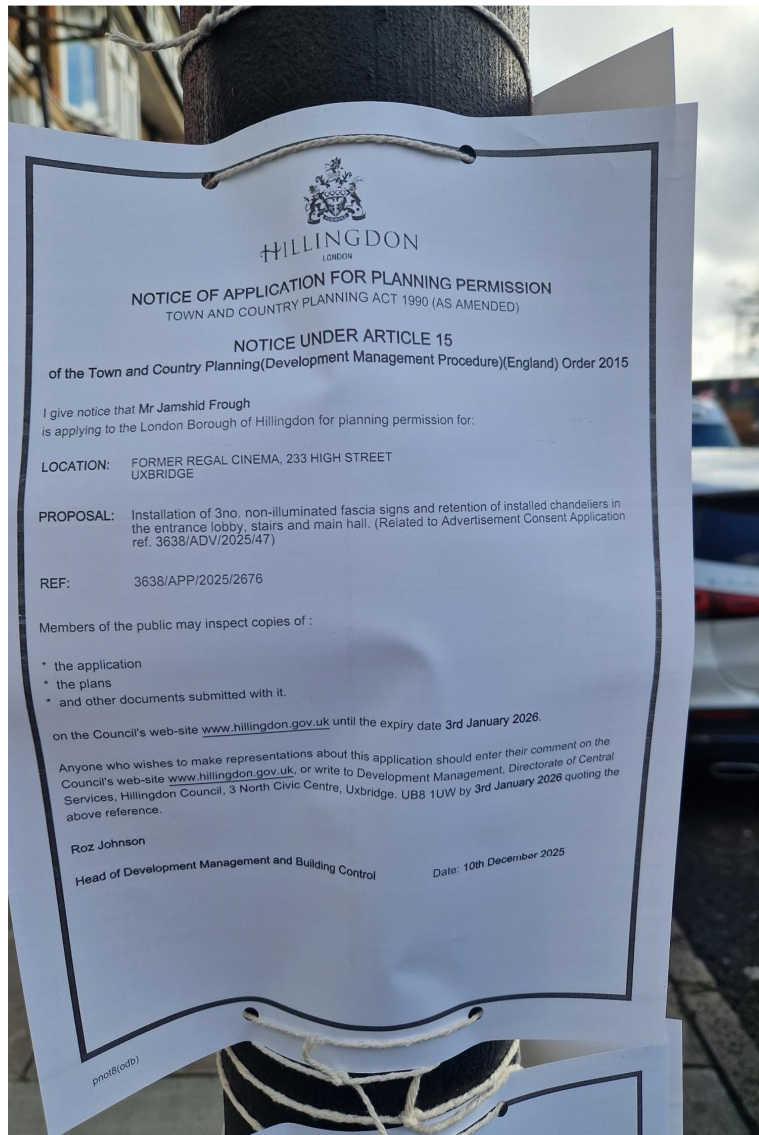 HILLINGDON
LONDON
NOTICE OF APPLICATION FOR PLANNING PERMISSION
TOWN AND COUNTRY PLANNING ACT 1990 (AS AMENDED)
NOTICE UNDER ARTICLE 15
of the Town and Country Planning(Development Management Procedure)(England) Order 2015
I give notice that Mr Jamshid Frough
is applying to the London Borough of Hillingdon for planning permission for:
LOCATION: FORMER REGAL CINEMA, 233 HIGH STREET
UXBRIDGE
PROPOSAL: Installation of 3no. non-illuminated fascia signs and retention of installed chandeliers in
the entrance lobby, stairs and main hall. (Related to Advertisement Consent Application
ref. 3638/ADV/2025/47)
REF: 3638/APP/2025/2676
Members of the public may inspect copies of :
* the application
* the plans
* and other documents submitted with it.
on the Council's web-site www.hillingdon.gov.uk until the expiry date 3rd January 2026.
Anyone who wishes to make representations about this application should enter their comment on the
Council's web-site www.hillingdon.gov.uk, or write to Development Management, Directorate of Central
Services, Hillingdon Council, 3 North Civic Centre, Uxbridge. UB8 1UW by 3rd January 2026 quoting the
above reference.
Roz Johnson
Head of Development Management and Building Control Date: 10th December 2025
pnot8(odb)